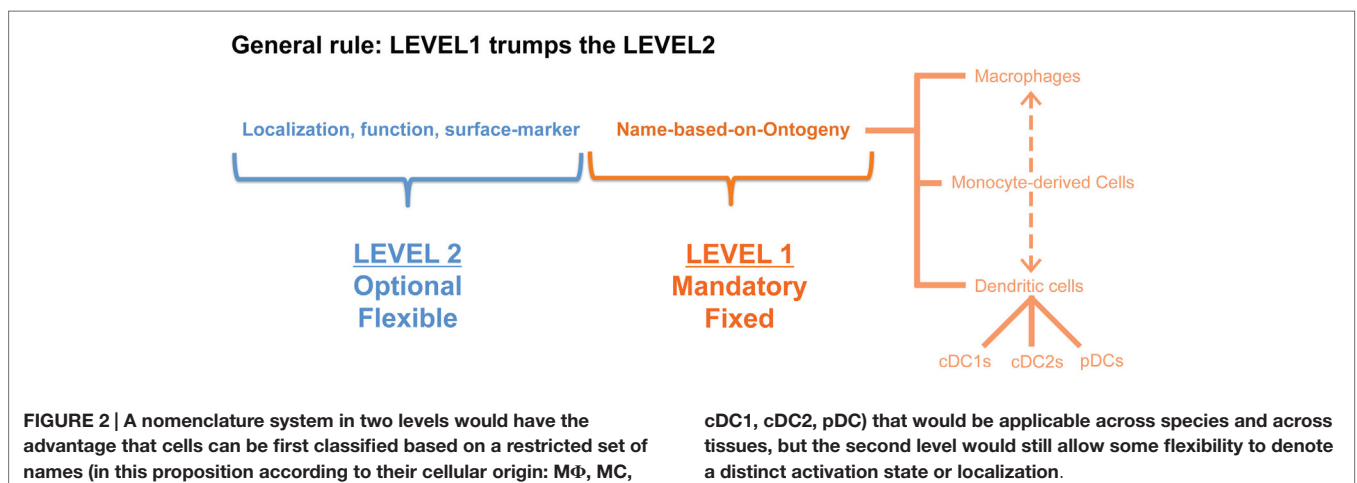 General rule: LEVEL1 trumps the LEVEL2
Macrophages
Localization, function, surface-marker
Name-based-on-Ontogeny
Monocyte-derived Cells
LEVEL 2
Optional
Flexible
LEVEL 1
Mandatory
Fixed
Dendritic cells
cDC1s
cDC2s
pDCs
FIGURE 2 | A nomenclature system in two levels would have the
advantage that cells can be first classified based on a restricted set of
names (in this proposition according to their cellular origin: MΦ, MC,
cDC1, cDC2, pDC) that would be applicable across species and across
tissues, but the second level would still allow some flexibility to denote
a distinct activation state or localization.